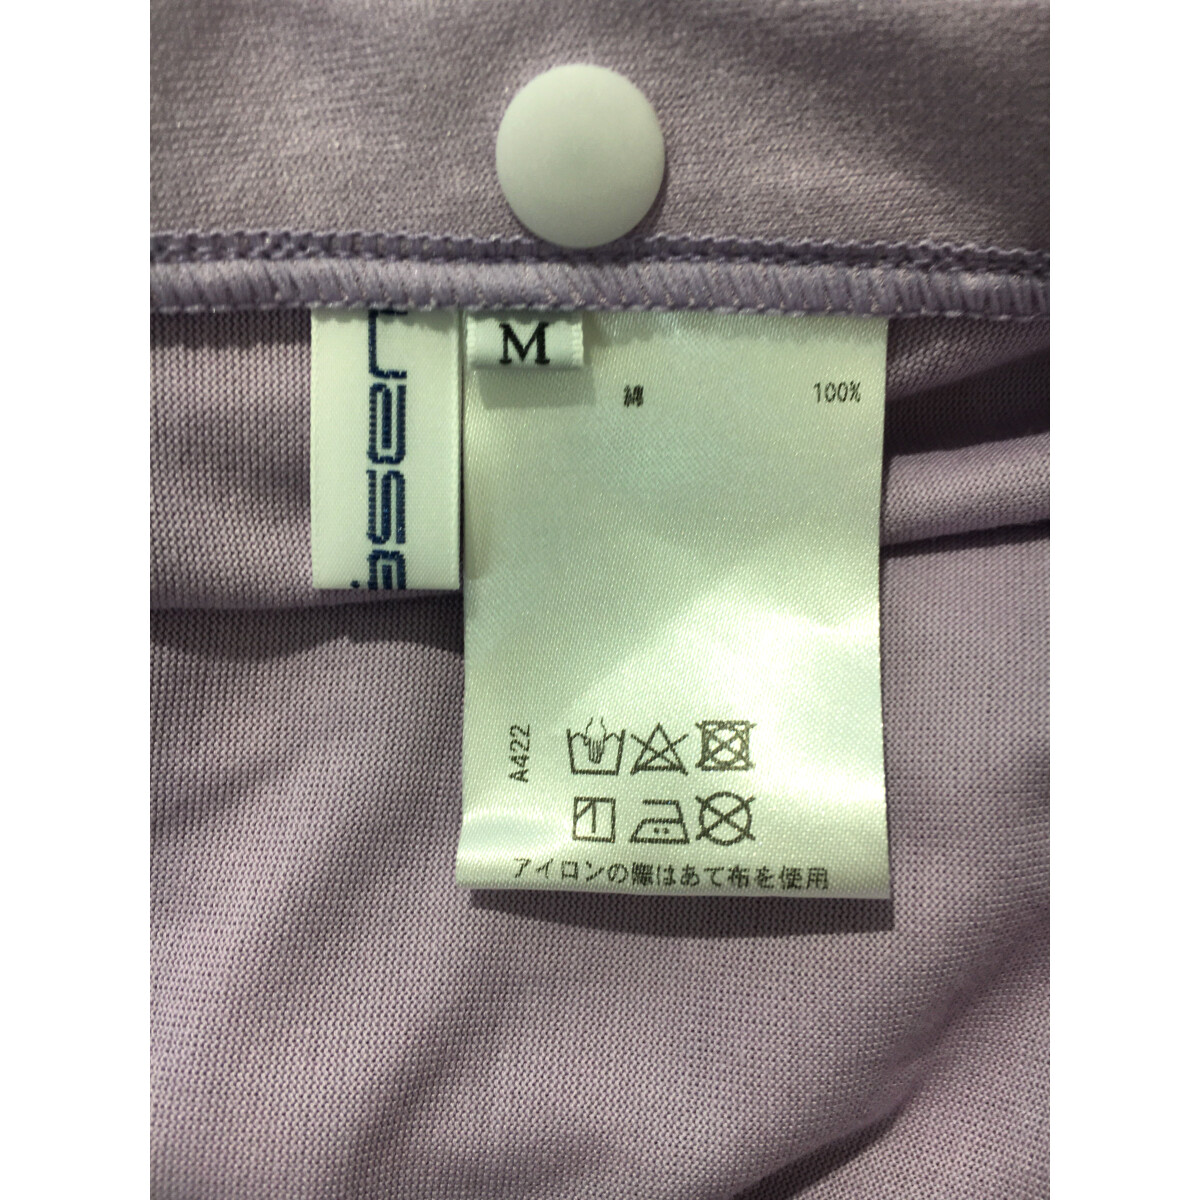 M
綿 100%
A422
アイロンの際はあて布を使用